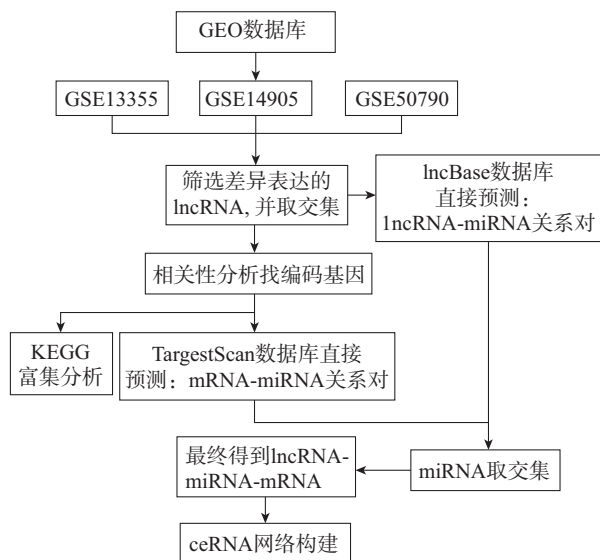 GEO数据库
GSE13355
GSE14905
GSE50790
筛选差异表达的
lncRNA, 并取交集
lncBase数据库
直接预测：
1ncRNA-miRNA关系对
相关性分析找编码基因
KEGG
富集分析
TargestScan数据库直接
预测：mRNA-miRNA关系对
最终得到lncRNA-
miRNA-mRNA
miRNA取交集
ceRNA网络构建